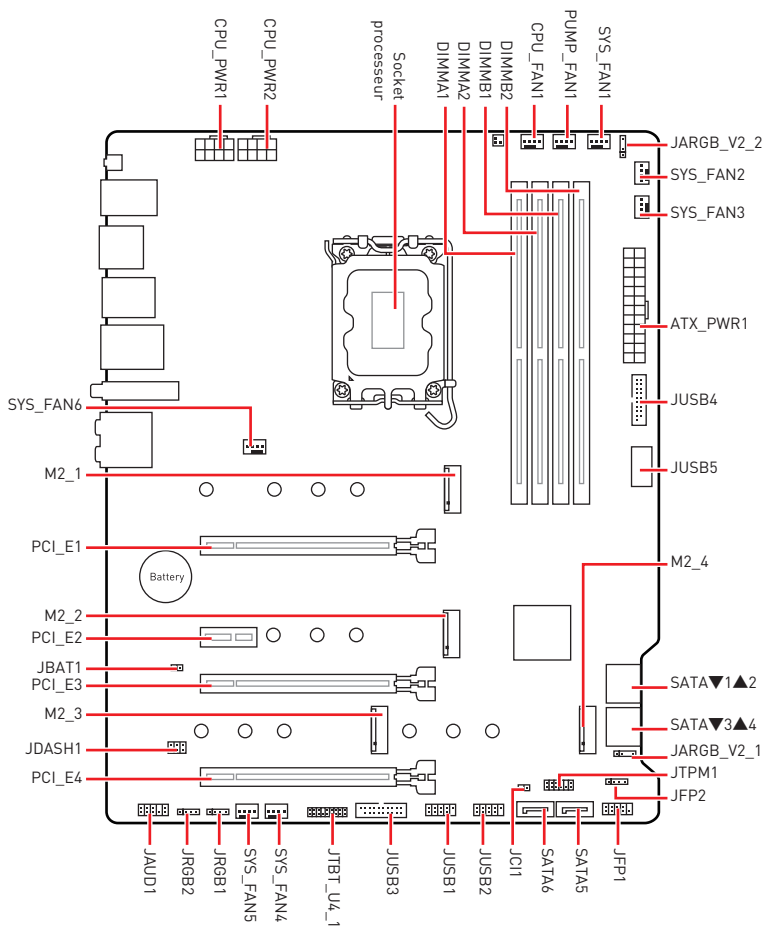 CPU_PWR1
CPU_PWR2
Socket
processeur
DIMMA1
DIMMA2
DIMMB1
DIMMB2
CPU_FAN1
PUMP_FAN1
SYS_FAN1
JARGB_V2_2
SYS_FAN2
SYS_FAN3
ATX_PWR1
JUSB4
JUSB5
SYS_FAN6
M2_1
PCI_E1
Battery
M2_4
M2_2
PCI_E2
JBAT1
PCI_E3
SATA▼1▲2
M2_3
SATA▼3▲4
JDASH1
JARGB_V2_1
PCI_E4
JTPM1
JFP2
JAUD1
JRGB2
JRGB1
SYS_FAN5
SYS_FAN4
JTBT_U4_1
JUSB3
JUSB1
JUSB2
JCI1
SATA6
SATA5
JFP1